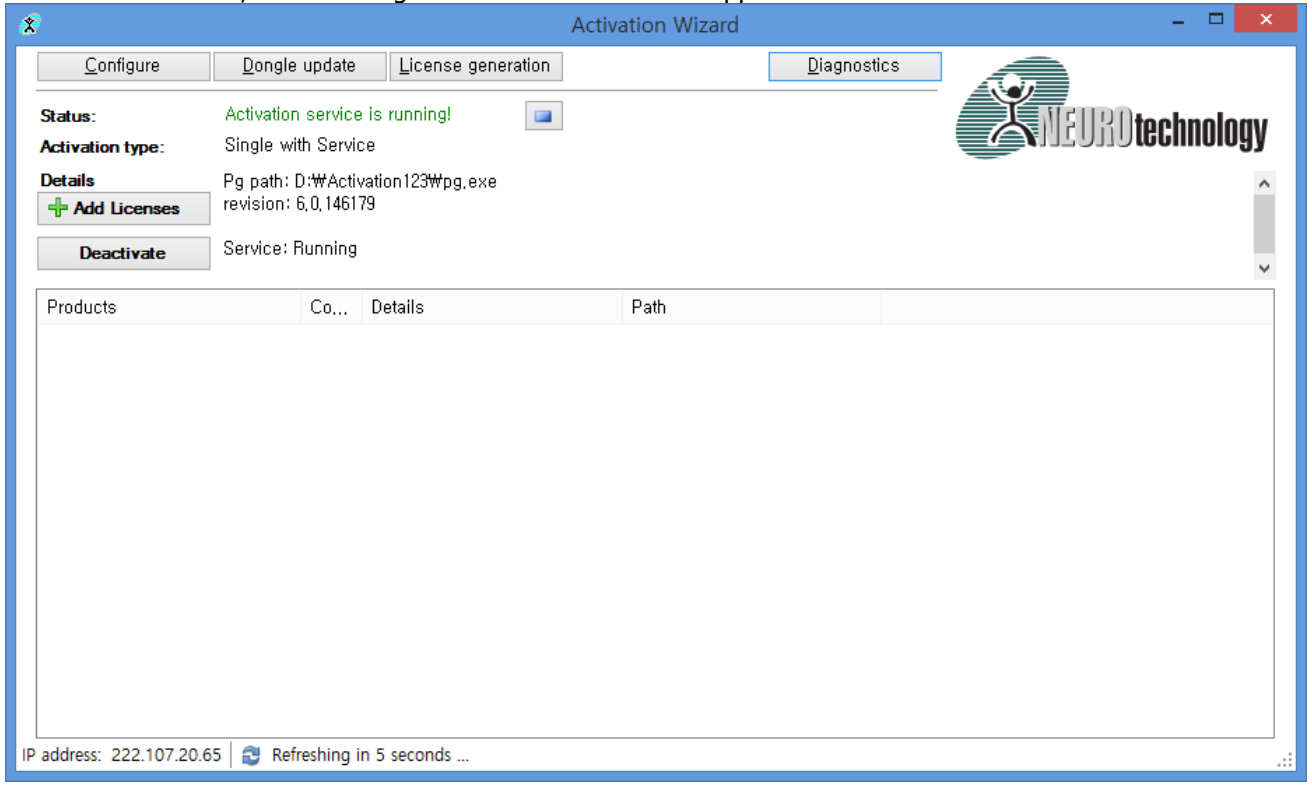 Activation Wizard
Configure Dongle update License generation Diagnostics
NEUROtechnology
Status: Activation service is running!
Activation type: Single with Service
Details Pg path: D:₩Activation123₩pg.exe
Add Licenses revision: 6.0.146179
Deactivate Service: Running
Products Co... Details Path
IP address: 222.107.20.65 Refreshing in 5 seconds ...